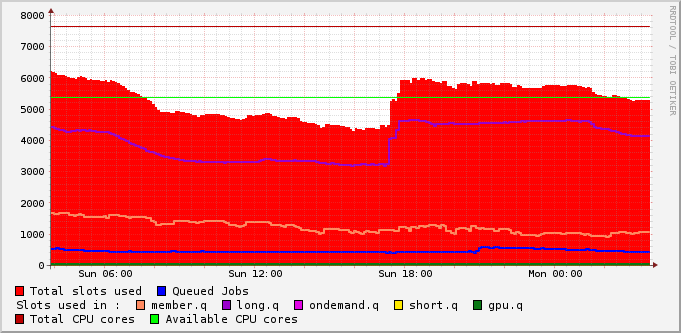 8000
7000
6000
5000
4000
3000
2000
1000
0
Sun 06:00 Sun 12:00 Sun 18:00 Mon 00:00
Total slots used Queued Jobs
Slots used in : member.q long.q ondemand.q short.q gpu.q
Total CPU cores Available CPU cores
RRDTOOL / TOBI OETIKER